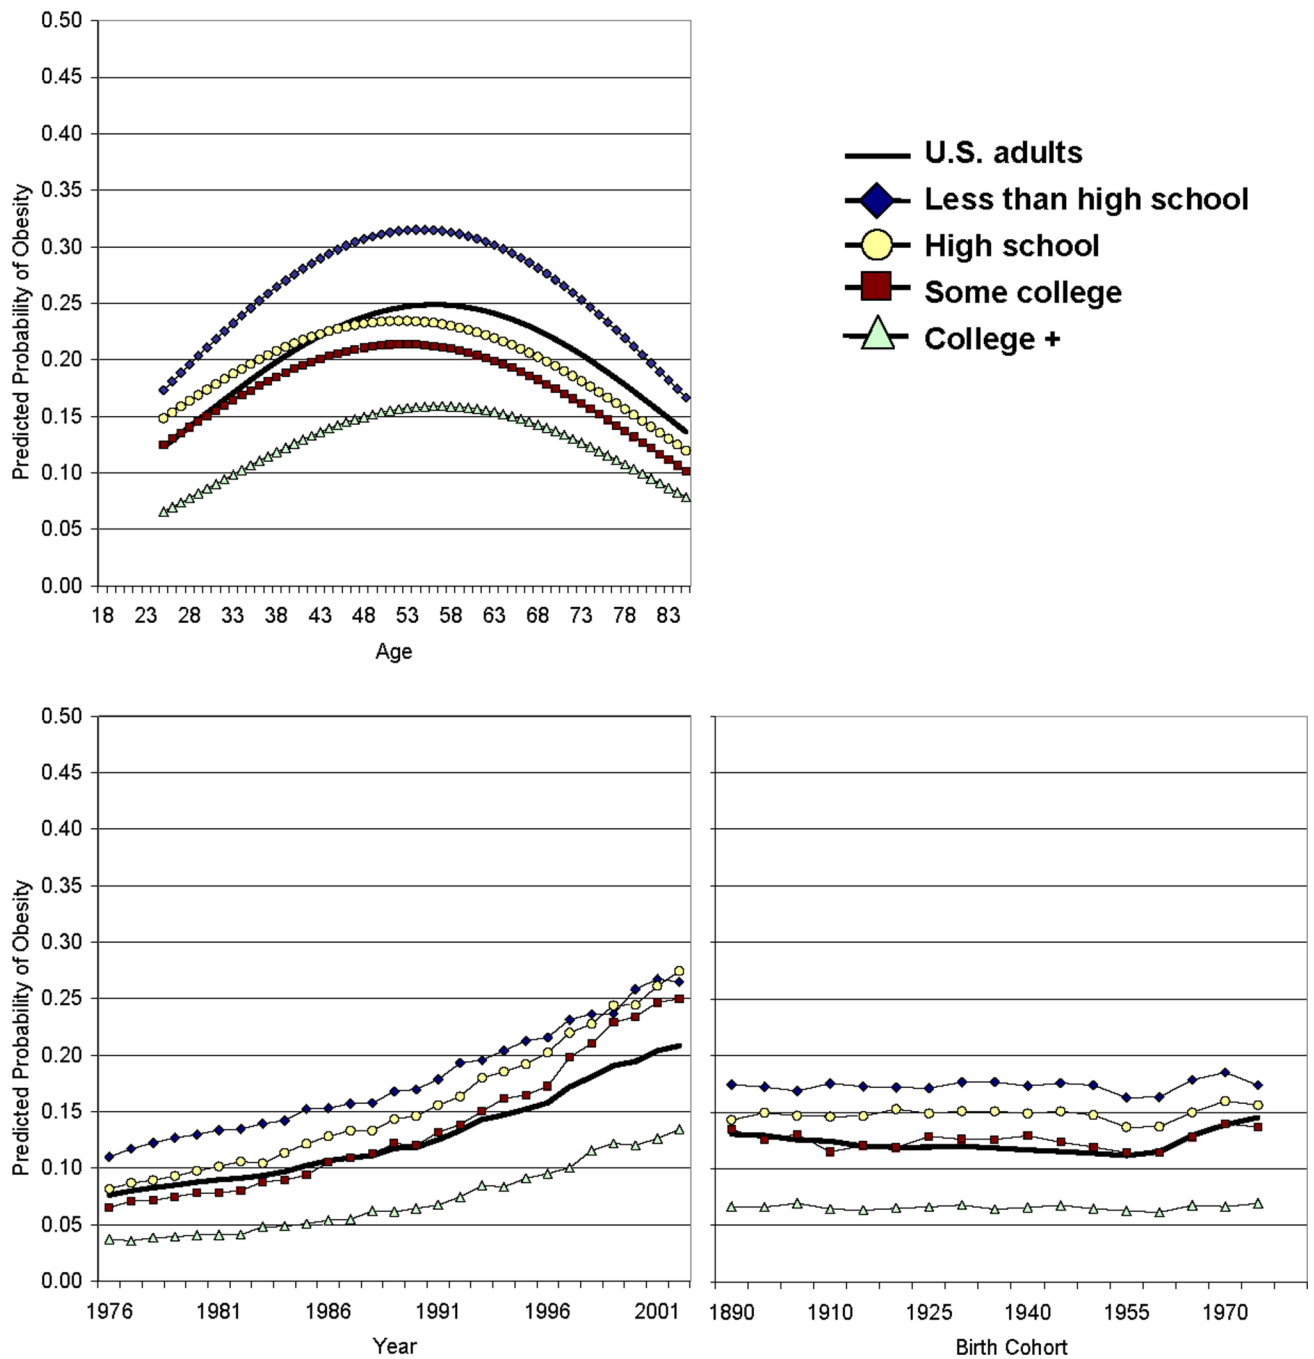 0.50
0.45
0.40
0.35
0.30
0.25
0.20
0.15
0.10
0.05
0.00
Predicted Probability of Obesity
18 23 28 33 38 43 48 53 58 63 68 73 78 83
Age
U.S. adults
Less than high school
High school
Some college
College +
0.50
0.45
0.40
0.35
0.30
0.25
0.20
0.15
0.10
0.05
0.00
Predicted Probability of Obesity
1976 1981 1986 1991 1996 2001
Year
1890 1910 1925 1940 1955 1970
Birth Cohort